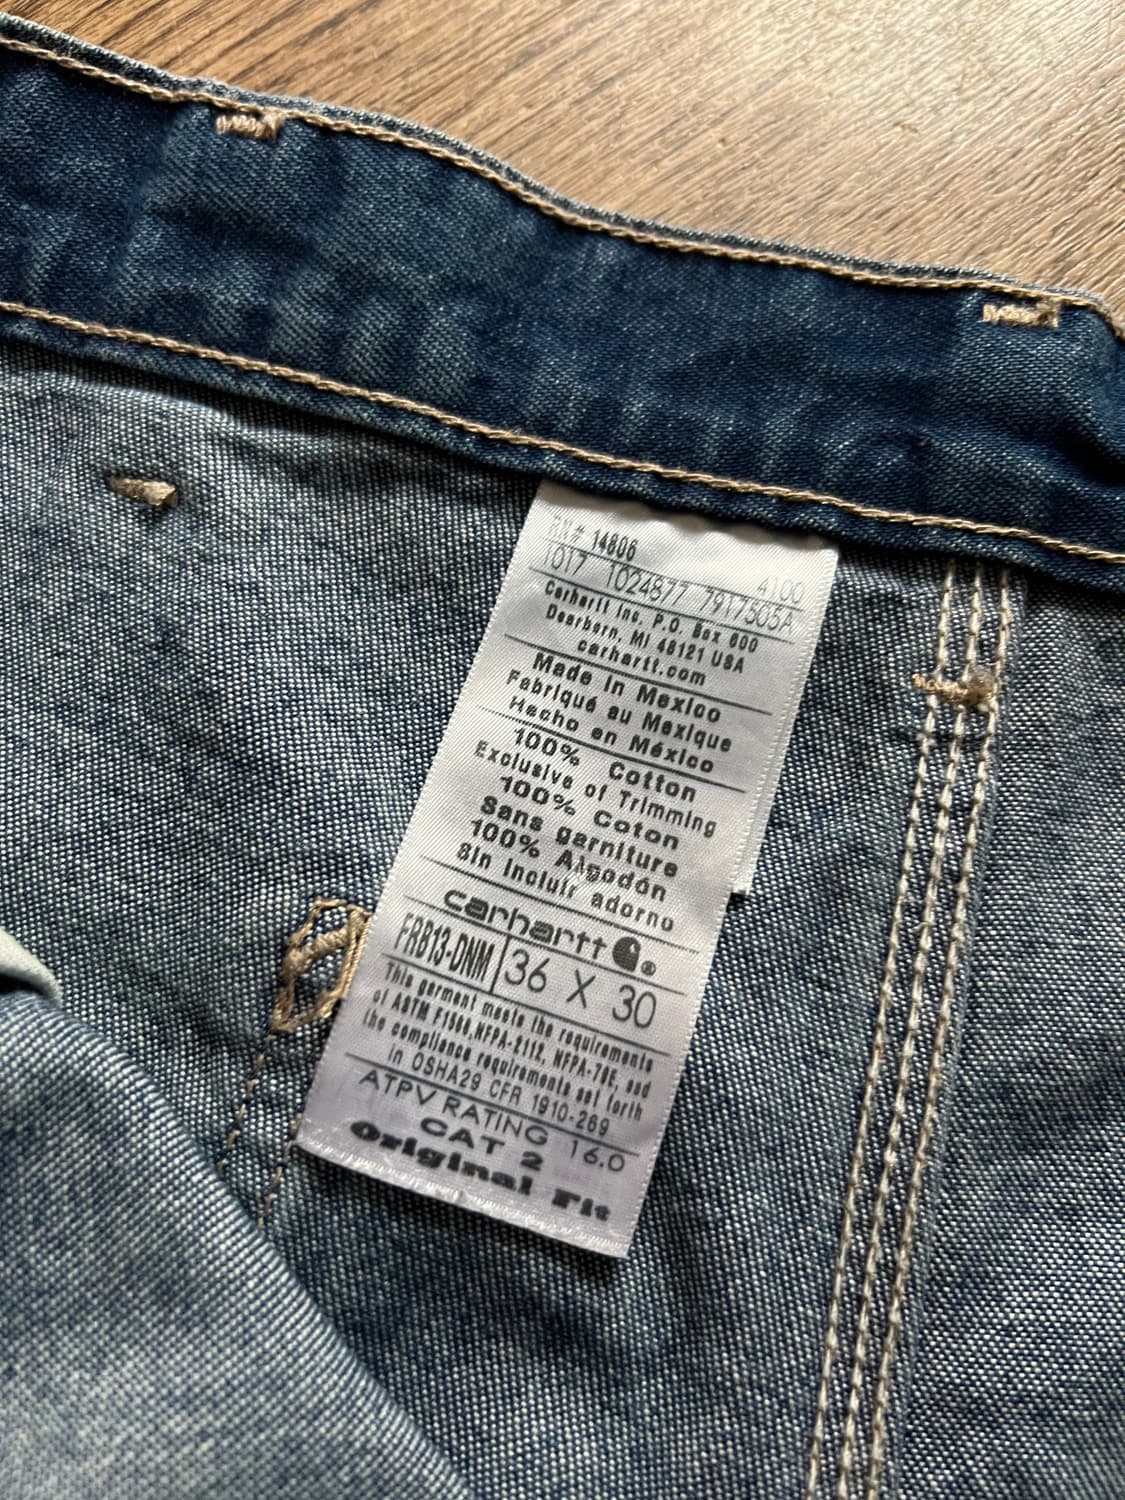 RN# 14806
4100
1017 1024877 7917505A
Carhartt Inc. P.O. Box 600
Dearborn, MI 48121 USA
carhartt.com
Made in Mexico
Fabriqué au Mexique
Hecho en México
100% Cotton
Exclusive of Trimming
100% Coton
Sans garniture
100% Algodón
Sin incluir adorno
carhartt ®
FRB13-DNM 36 X 30
This garment meets the requirements
of ASTM F1506, NFPA-2112, NFPA-70E, and
the compliance requirements set forth
in OSHA29 CFR 1910-269
ATPV RATING 16.0
CAT 2
Original Fit